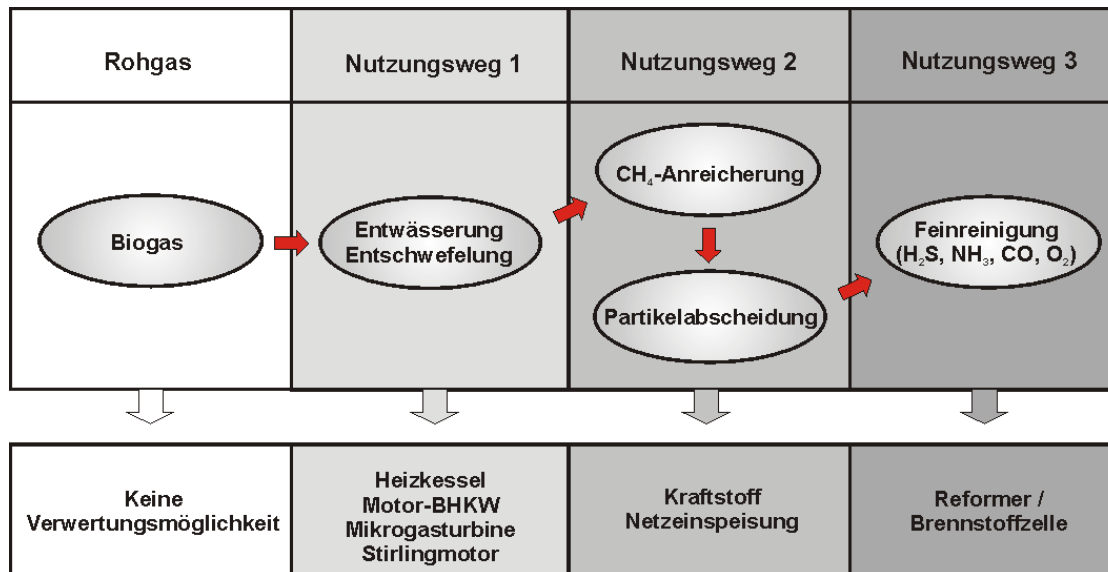 Rohgas
Nutzungsweg 1
Nutzungsweg 2
Nutzungsweg 3
Biogas
Entwässerung
Entschwefelung
CH₄-Anreicherung
Partikelabscheidung
Feinreinigung
(H₂S, NH₃, CO, O₂)
Keine
Verwertungsmöglichkeit
Heizkessel
Motor-BHKW
Mikrogasturbine
Stirlingmotor
Kraftstoff
Netzeinspeisung
Reformer /
Brennstoffzelle